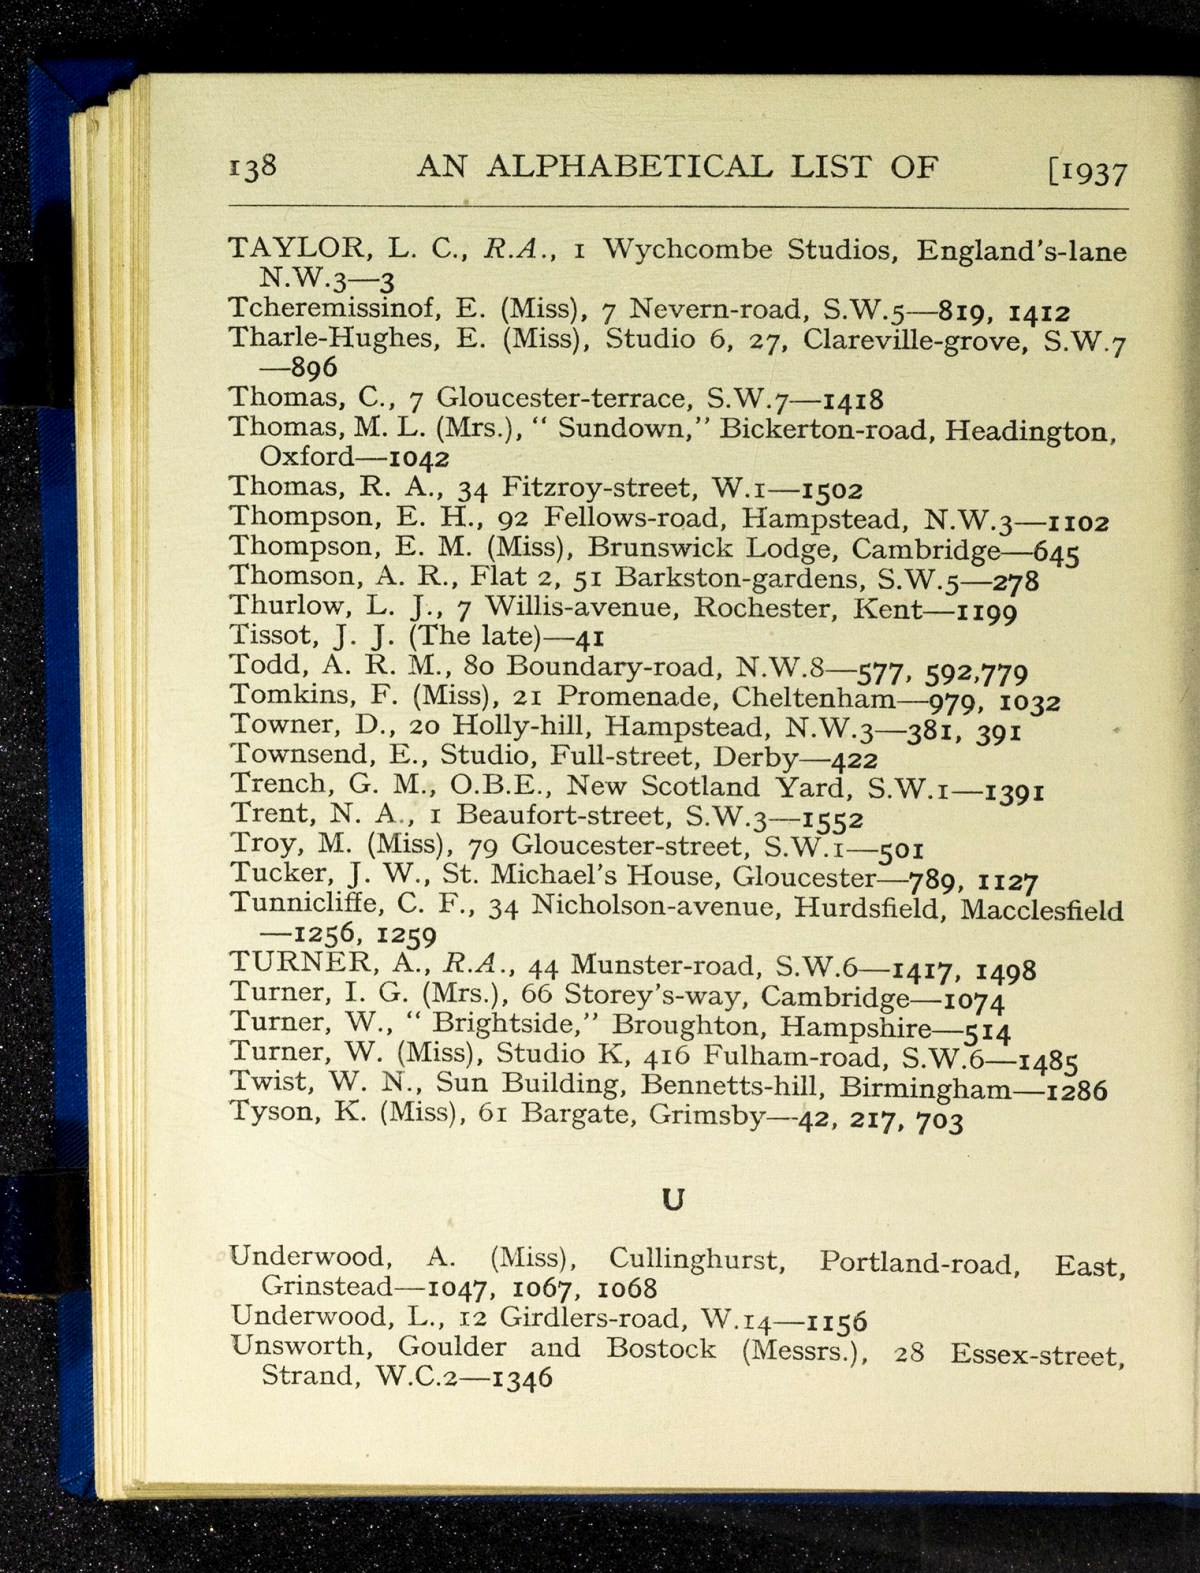 138 AN ALPHABETICAL LIST OF [1937
TAYLOR, L. C., R.A., 1 Wychcombe Studios, England's-lane
N.W.3—3
Tcheremissinof, E. (Miss), 7 Nevern-road, S.W.5—819, 1412
Tharle-Hughes, E. (Miss), Studio 6, 27, Clareville-grove, S.W.7
—896
Thomas, C., 7 Gloucester-terrace, S.W.7—1418
Thomas, M. L. (Mrs.), “ Sundown,” Bickerton-road, Headington,
Oxford—1042
Thomas, R. A., 34 Fitzroy-street, W.1—1502
Thompson, E. H., 92 Fellows-road, Hampstead, N.W.3—1102
Thompson, E. M. (Miss), Brunswick Lodge, Cambridge—645
Thomson, A. R., Flat 2, 51 Barkston-gardens, S.W.5—278
Thurlow, L. J., 7 Willis-avenue, Rochester, Kent—1199
Tissot, J. J. (The late)—41
Todd, A. R. M., 80 Boundary-road, N.W.8—577, 592,779
Tomkins, F. (Miss), 21 Promenade, Cheltenham—979, 1032
Towner, D., 20 Holly-hill, Hampstead, N.W.3—381, 391
Townsend, E., Studio, Full-street, Derby—422
Trench, G. M., O.B.E., New Scotland Yard, S.W.1—1391
Trent, N. A., 1 Beaufort-street, S.W.3—1552
Troy, M. (Miss), 79 Gloucester-street, S.W.1—501
Tucker, J. W., St. Michael's House, Gloucester—789, 1127
Tunnicliffe, C. F., 34 Nicholson-avenue, Hurdsfield, Macclesfield
—1256, 1259
TURNER, A., R.A., 44 Munster-road, S.W.6—1417, 1498
Turner, I. G. (Mrs.), 66 Storey's-way, Cambridge—1074
Turner, W., “ Brightside,” Broughton, Hampshire—514
Turner, W. (Miss), Studio K, 416 Fulham-road, S.W.6—1485
Twist, W. N., Sun Building, Bennetts-hill, Birmingham—1286
Tyson, K. (Miss), 61 Bargate, Grimsby—42, 217, 703
U
Underwood, A. (Miss), Cullinghurst, Portland-road, East,
Grinstead—1047, 1067, 1068
Underwood, L., 12 Girdlers-road, W.14—1156
Unsworth, Goulder and Bostock (Messrs.), 28 Essex-street,
Strand, W.C.2—1346